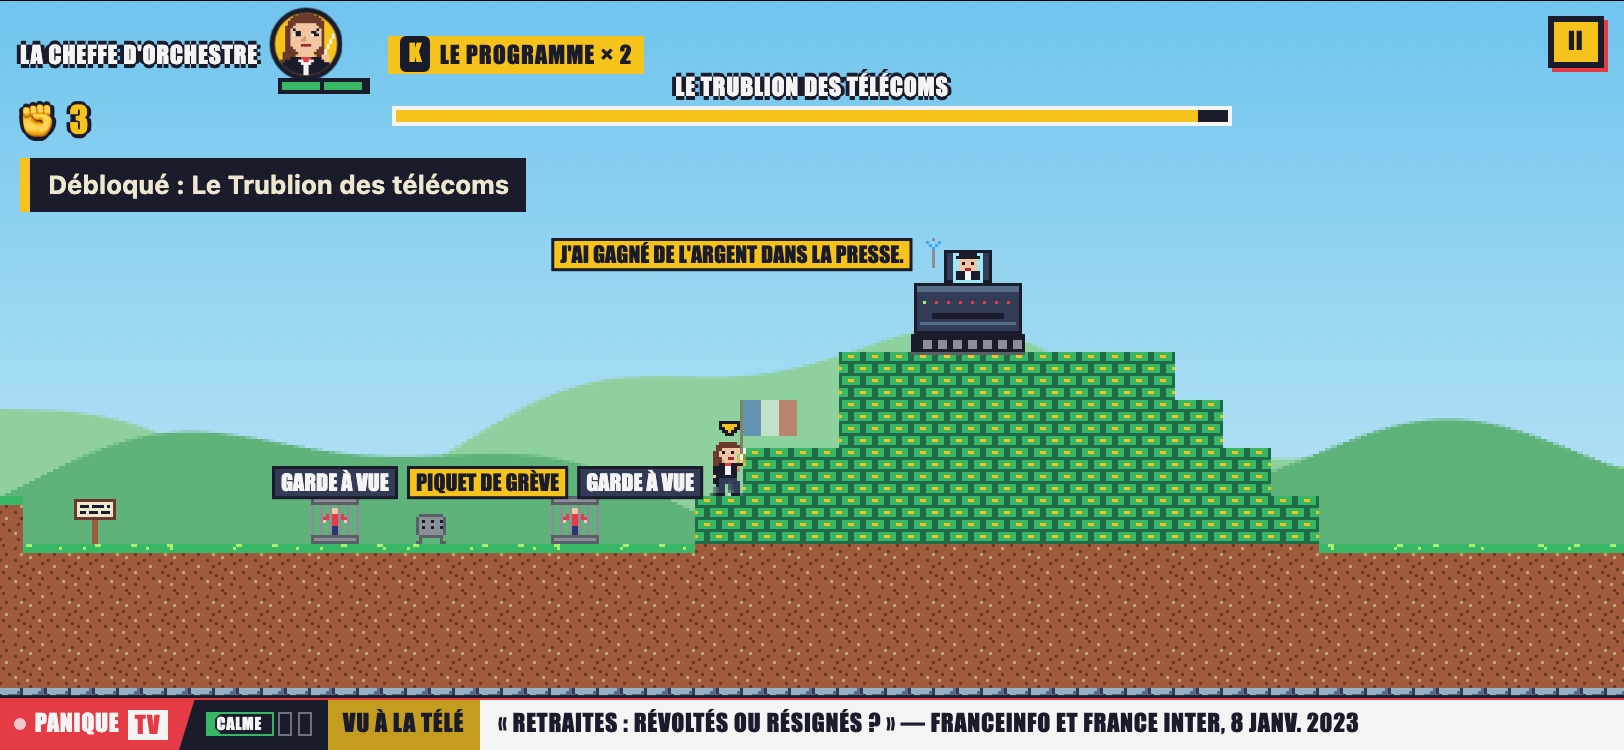 LA CHEFFE D'ORCHESTRE
K LE PROGRAMME × 2
LE TRUBLION DES TÉLÉCOMS
3
Débloqué : Le Trublion des télécoms
J'AI GAGNÉ DE L'ARGENT DANS LA PRESSE.
GARDE À VUE
PIQUET DE GRÈVE
GARDE À VUE
PANIQUE TV
CALME
VU À LA TÉLÉ
« RETRAITES : RÉVOLTÉS OU RÉSIGNÉS ? » — FRANCEINFO ET FRANCE INTER, 8 JANV. 2023